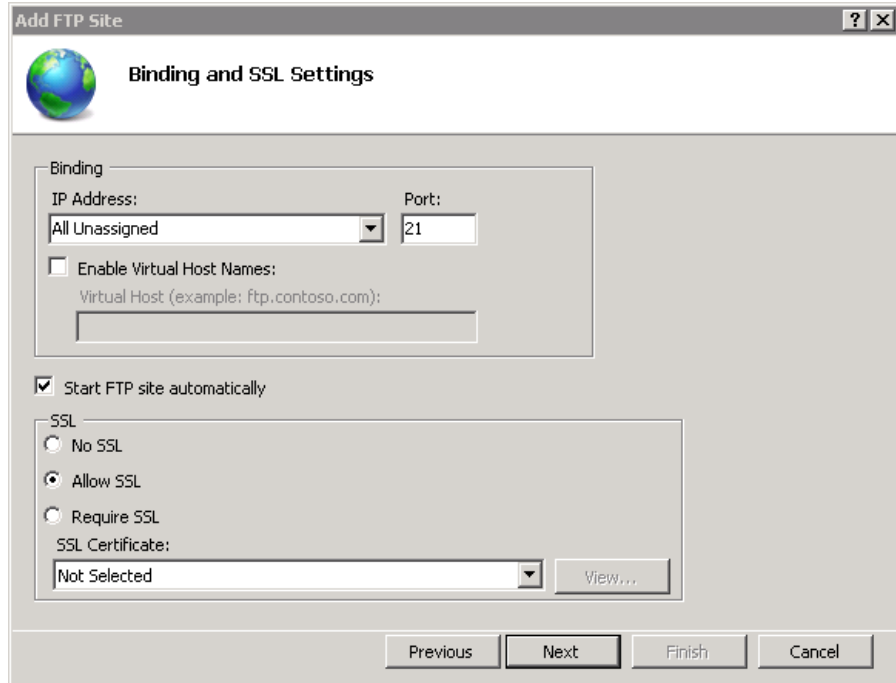 Add FTP Site
Binding and SSL Settings
Binding
IP Address: Port:
All Unassigned 21
Enable Virtual Host Names:
Virtual Host (example: ftp.contoso.com):
Start FTP site automatically
SSL
No SSL
Allow SSL
Require SSL
SSL Certificate:
Not Selected View...
Previous Next Finish Cancel